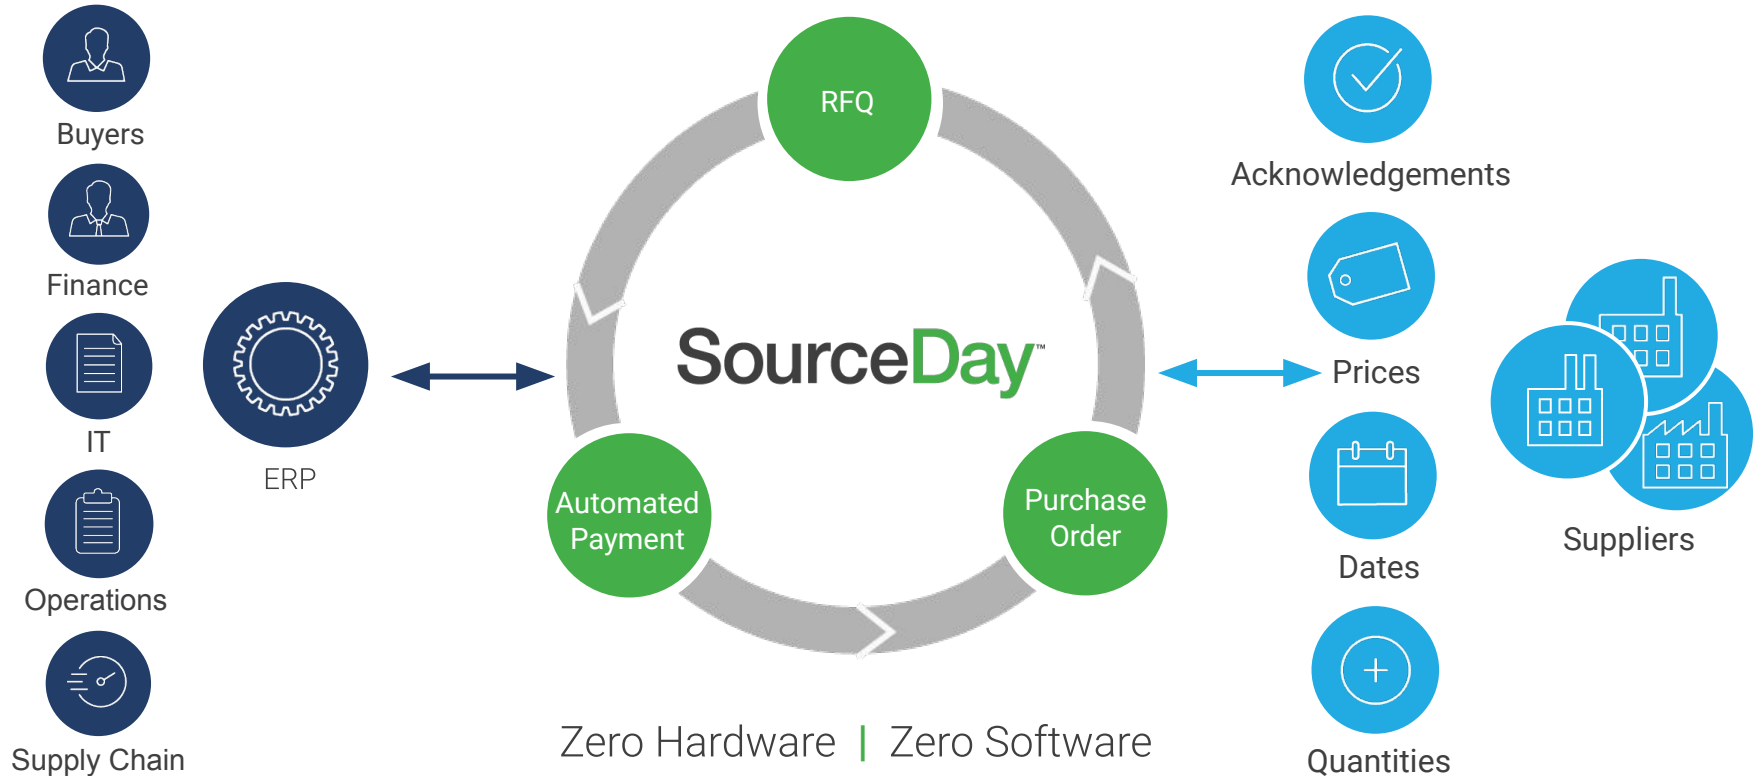 Buyers
Finance
IT
Operations
Supply Chain
ERP
RFQ
SourceDay™
Automated
Payment
Purchase
Order
Zero Hardware | Zero Software
Acknowledgements
Prices
Dates
Quantities
Suppliers